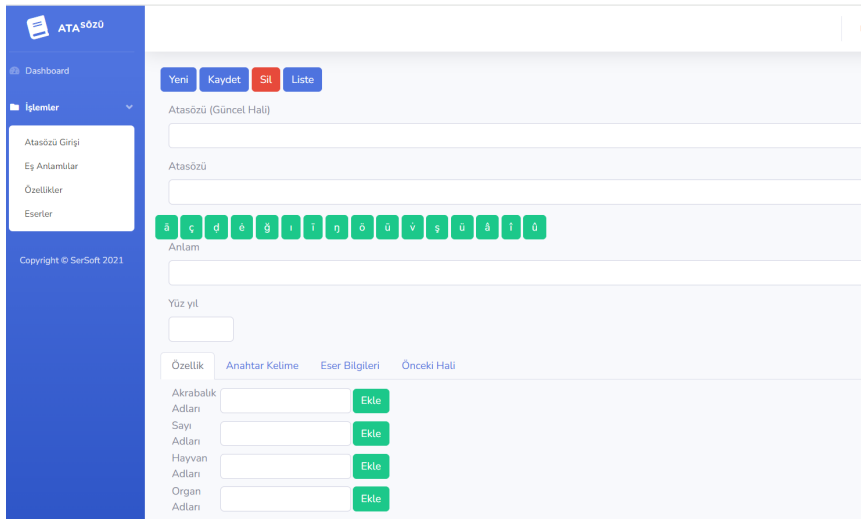 ATASÖZÜ
Dashboard
İşlemler
Atasözü Girişi
Eş Anlamlılar
Özellikler
Eserler
Copyright © SerSoft 2021
Yeni Kaydet Sil Liste
Atasözü (Güncel Hali)
Atasözü
ç ğ ı ŋ ş ü â î û
Anlam
Yüz yıl
Özellik Anahtar Kelime Eser Bilgileri Önceki Hali
Akrabalık
Adları
Ekle
Sayı
Adları
Ekle
Hayvan
Adları
Ekle
Organ
Adları
Ekle